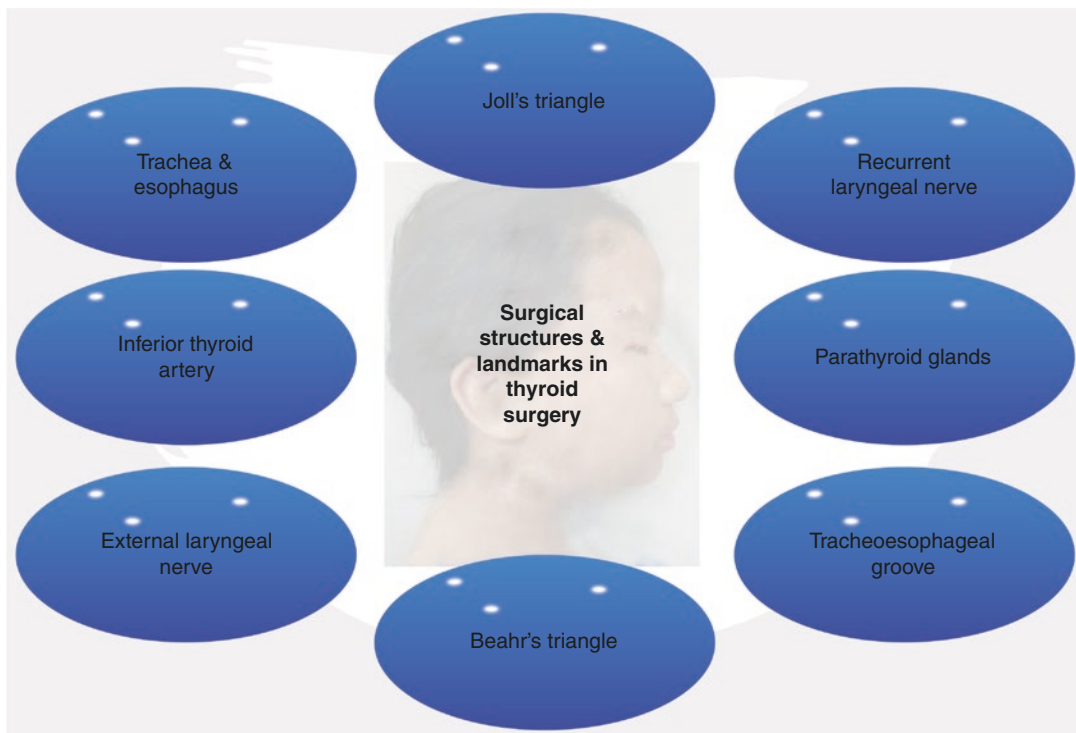 Joll's triangle
Trachea &
esophagus
Recurrent
laryngeal nerve
Surgical
structures &
landmarks in
thyroid
surgery
Inferior thyroid
artery
Parathyroid glands
External laryngeal
nerve
Tracheoesophageal
groove
Beahr's triangle